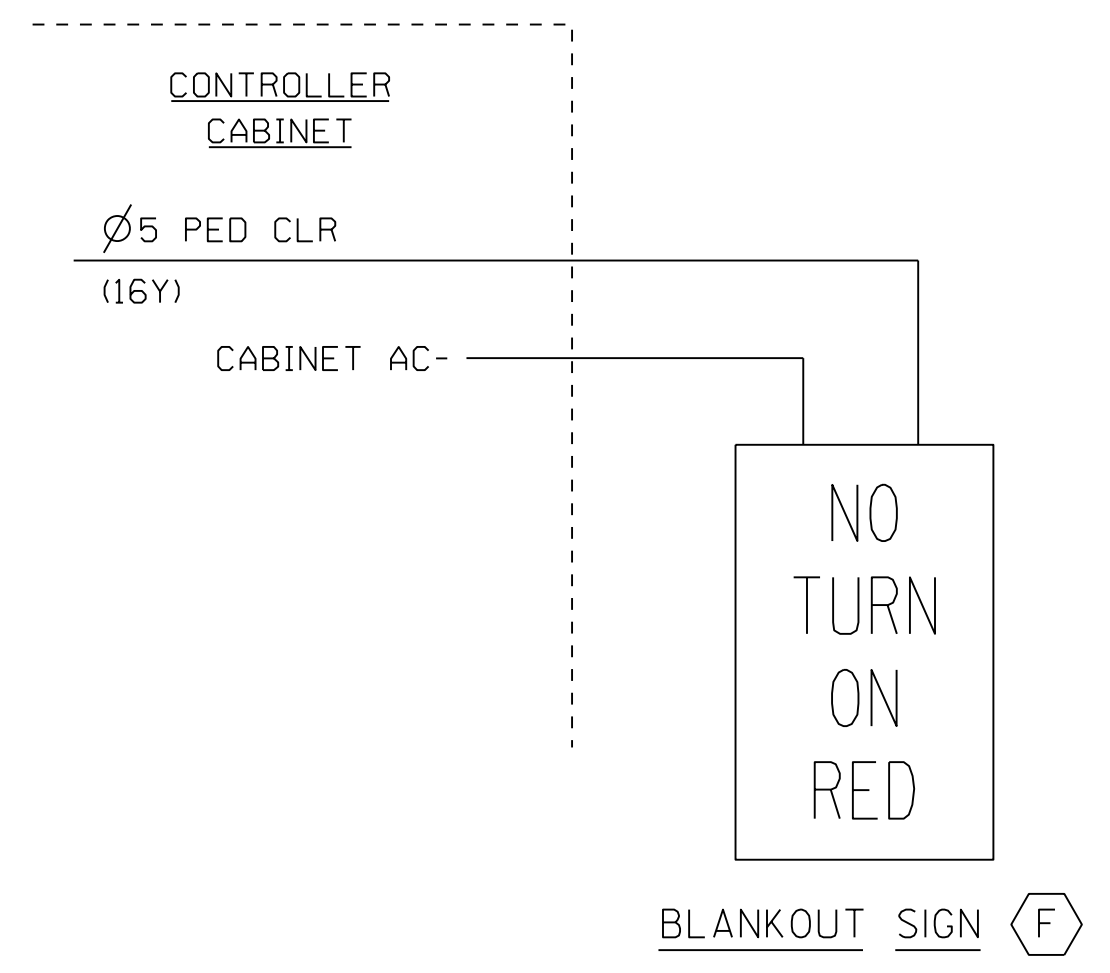 CONTROLLER
CABINET
Ø5 PED CLR
(16Y)
CABINET AC-
NO
TURN
ON
RED
BLANKOUT SIGN F